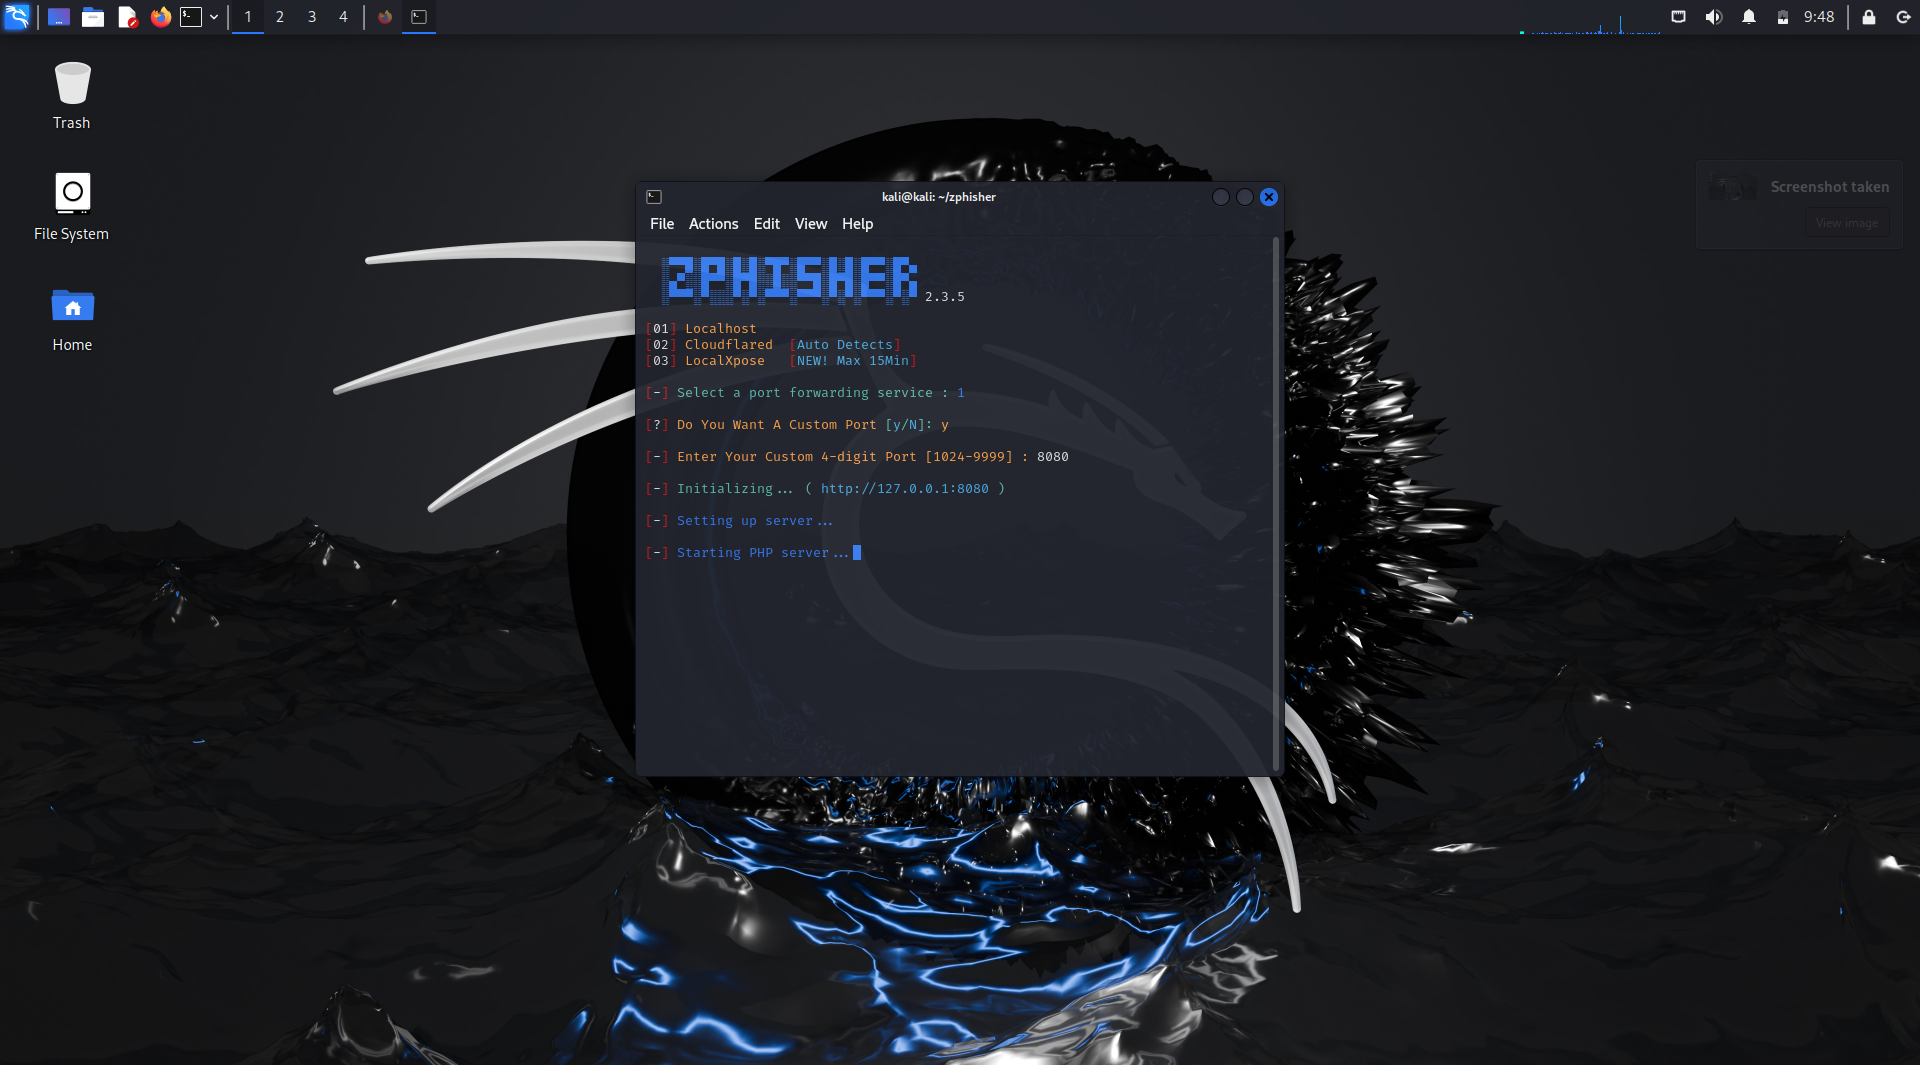 1 2 3 4
9:48
Trash
File System
Home
Screenshot taken
View image
kali@kali: ~/zphisher
File Actions Edit View Help
ZPHISHER 2.3.5
[01] Localhost
[02] Cloudflared [Auto Detects]
[03] LocalXpose [NEW! Max 15Min]
[-] Select a port forwarding service : 1
[?] Do You Want A Custom Port [y/N]: y
[-] Enter Your Custom 4-digit Port [1024-9999] : 8080
[-] Initializing... ( http://127.0.0.1:8080 )
[-] Setting up server...
[-] Starting PHP server...